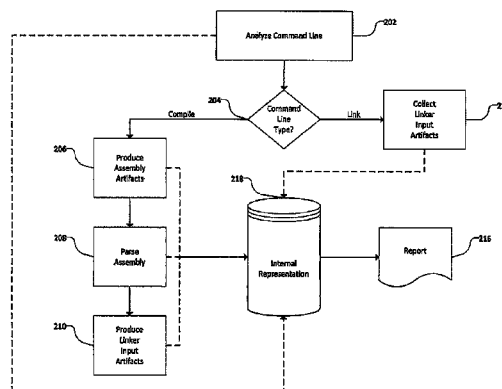 Analyze Command Line
202
204
Command
Line
Type?
Compile
Link
Collect
Linker
Input
Artifacts
206
Produce
Assembly
Artifacts
218
208
Parse Assembly
Internal
Representation
Report
216
210
Produce
Linker
Input
Artifacts